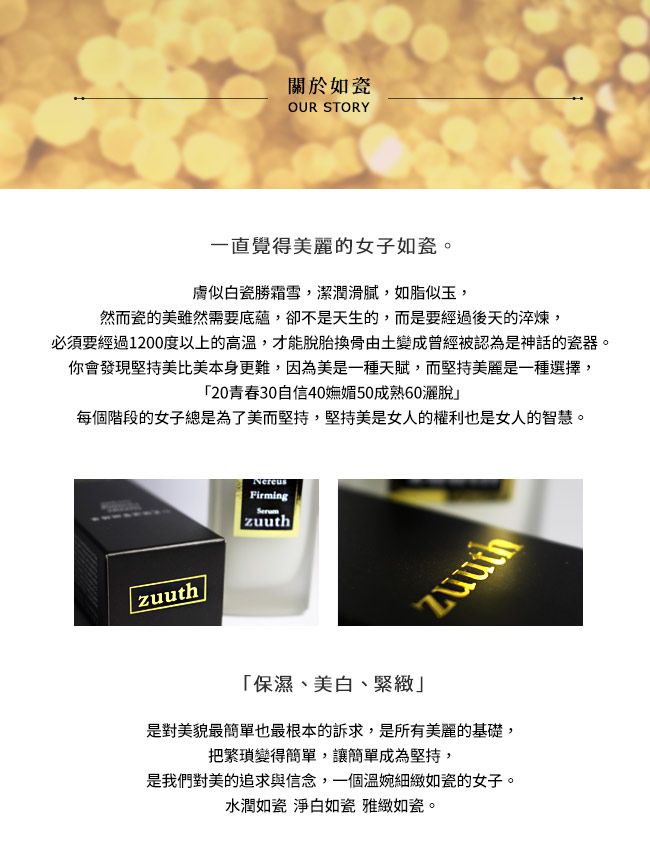 關於如瓷
OUR STORY
一直覺得美麗的女子如瓷。
膚似白瓷勝霜雪，潔潤滑膩，如脂似玉，
然而瓷的美雖然需要底蘊，卻不是天生的，而是要經過後天的淬煉，
必須要經過1200度以上的高溫，才能脫胎換骨由土變成曾經被認為是神話的瓷器。
你會發現堅持美比美本身更難，因為美是一種天賦，而堅持美麗是一種選擇，
「20青春30自信40嫵媚50成熟60灑脫」
每個階段的女子總是為了美而堅持，堅持美是女人的權利也是女人的智慧。
Nereus
Firming
Serum
zuuth
zuuth
zuuth
「保濕、美白、緊緻」
是對美貌最簡單也最根本的訴求，是所有美麗的基礎，
把繁瑣變得簡單，讓簡單成為堅持，
是我們對美的追求與信念，一個溫婉細緻如瓷的女子。
水潤如瓷 淨白如瓷 雅緻如瓷。